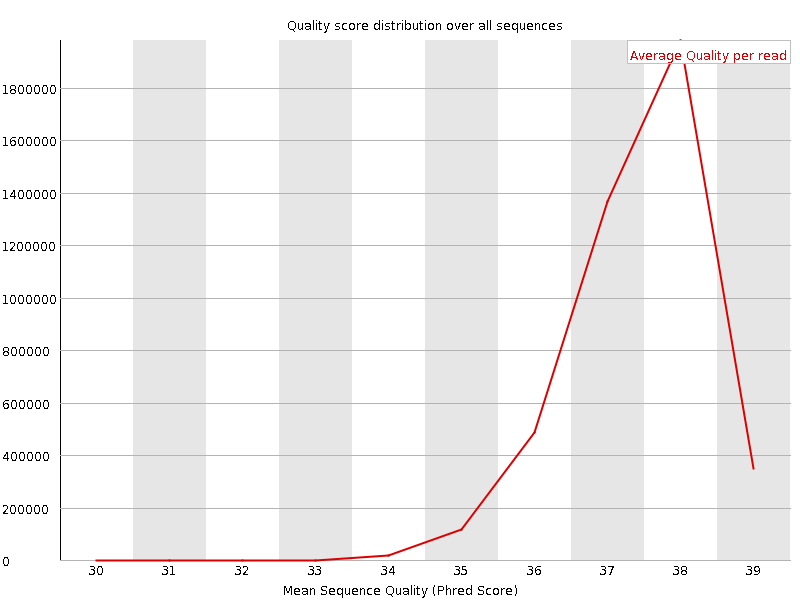 Quality score distribution over all sequences
Average Quality per read
1800000
1600000
1400000
1200000
1000000
800000
600000
400000
200000
0
30 31 32 33 34 35 36 37 38 39
Mean Sequence Quality (Phred Score)